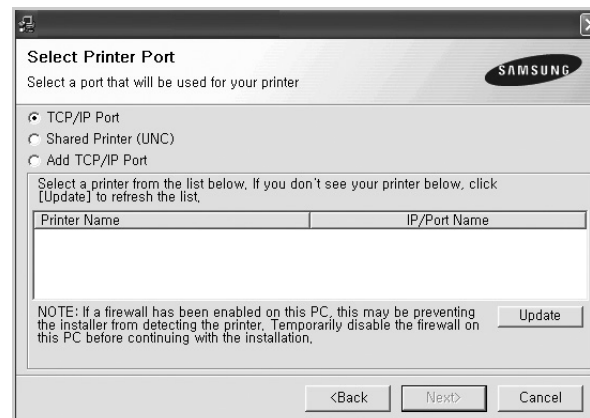 Select Printer Port
Select a port that will be used for your printer
SAMSUNG
TCP/IP Port
Shared Printer (UNC)
Add TCP/IP Port
Select a printer from the list below. If you don't see your printer below, click
[Update] to refresh the list.
Printer Name IP/Port Name
NOTE: If a firewall has been enabled on this PC, this may be preventing
the installer from detecting the printer. Temporarily disable the firewall on
this PC before continuing with the installation.
Update
<Back Next> Cancel